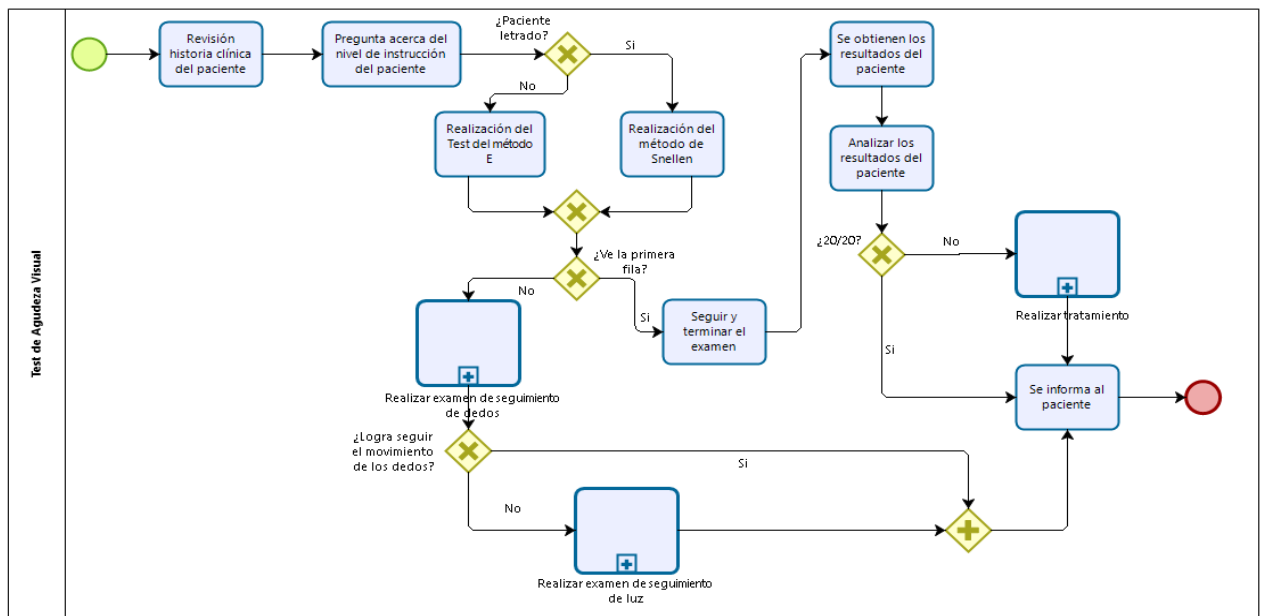 Test de Agudeza Visual
Revisión
historia clínica
del paciente
Pregunta acerca del
nivel de instrucción
del paciente
¿Paciente
letrado?
Si
No
Realización del
Test del método
E
Realización del
método de
Snellen
¿Ve la primera
fila?
No
Si
Seguir y
terminar el
examen
Realizar examen de seguimiento
de dedos
¿Logra seguir
el movimiento
de los dedos?
Si
No
Realizar examen de seguimiento
de luz
Se obtienen los
resultados del
paciente
Analizar los
resultados del
paciente
¿20/20?
No
Si
Realizar tratamiento
Se informa al
paciente